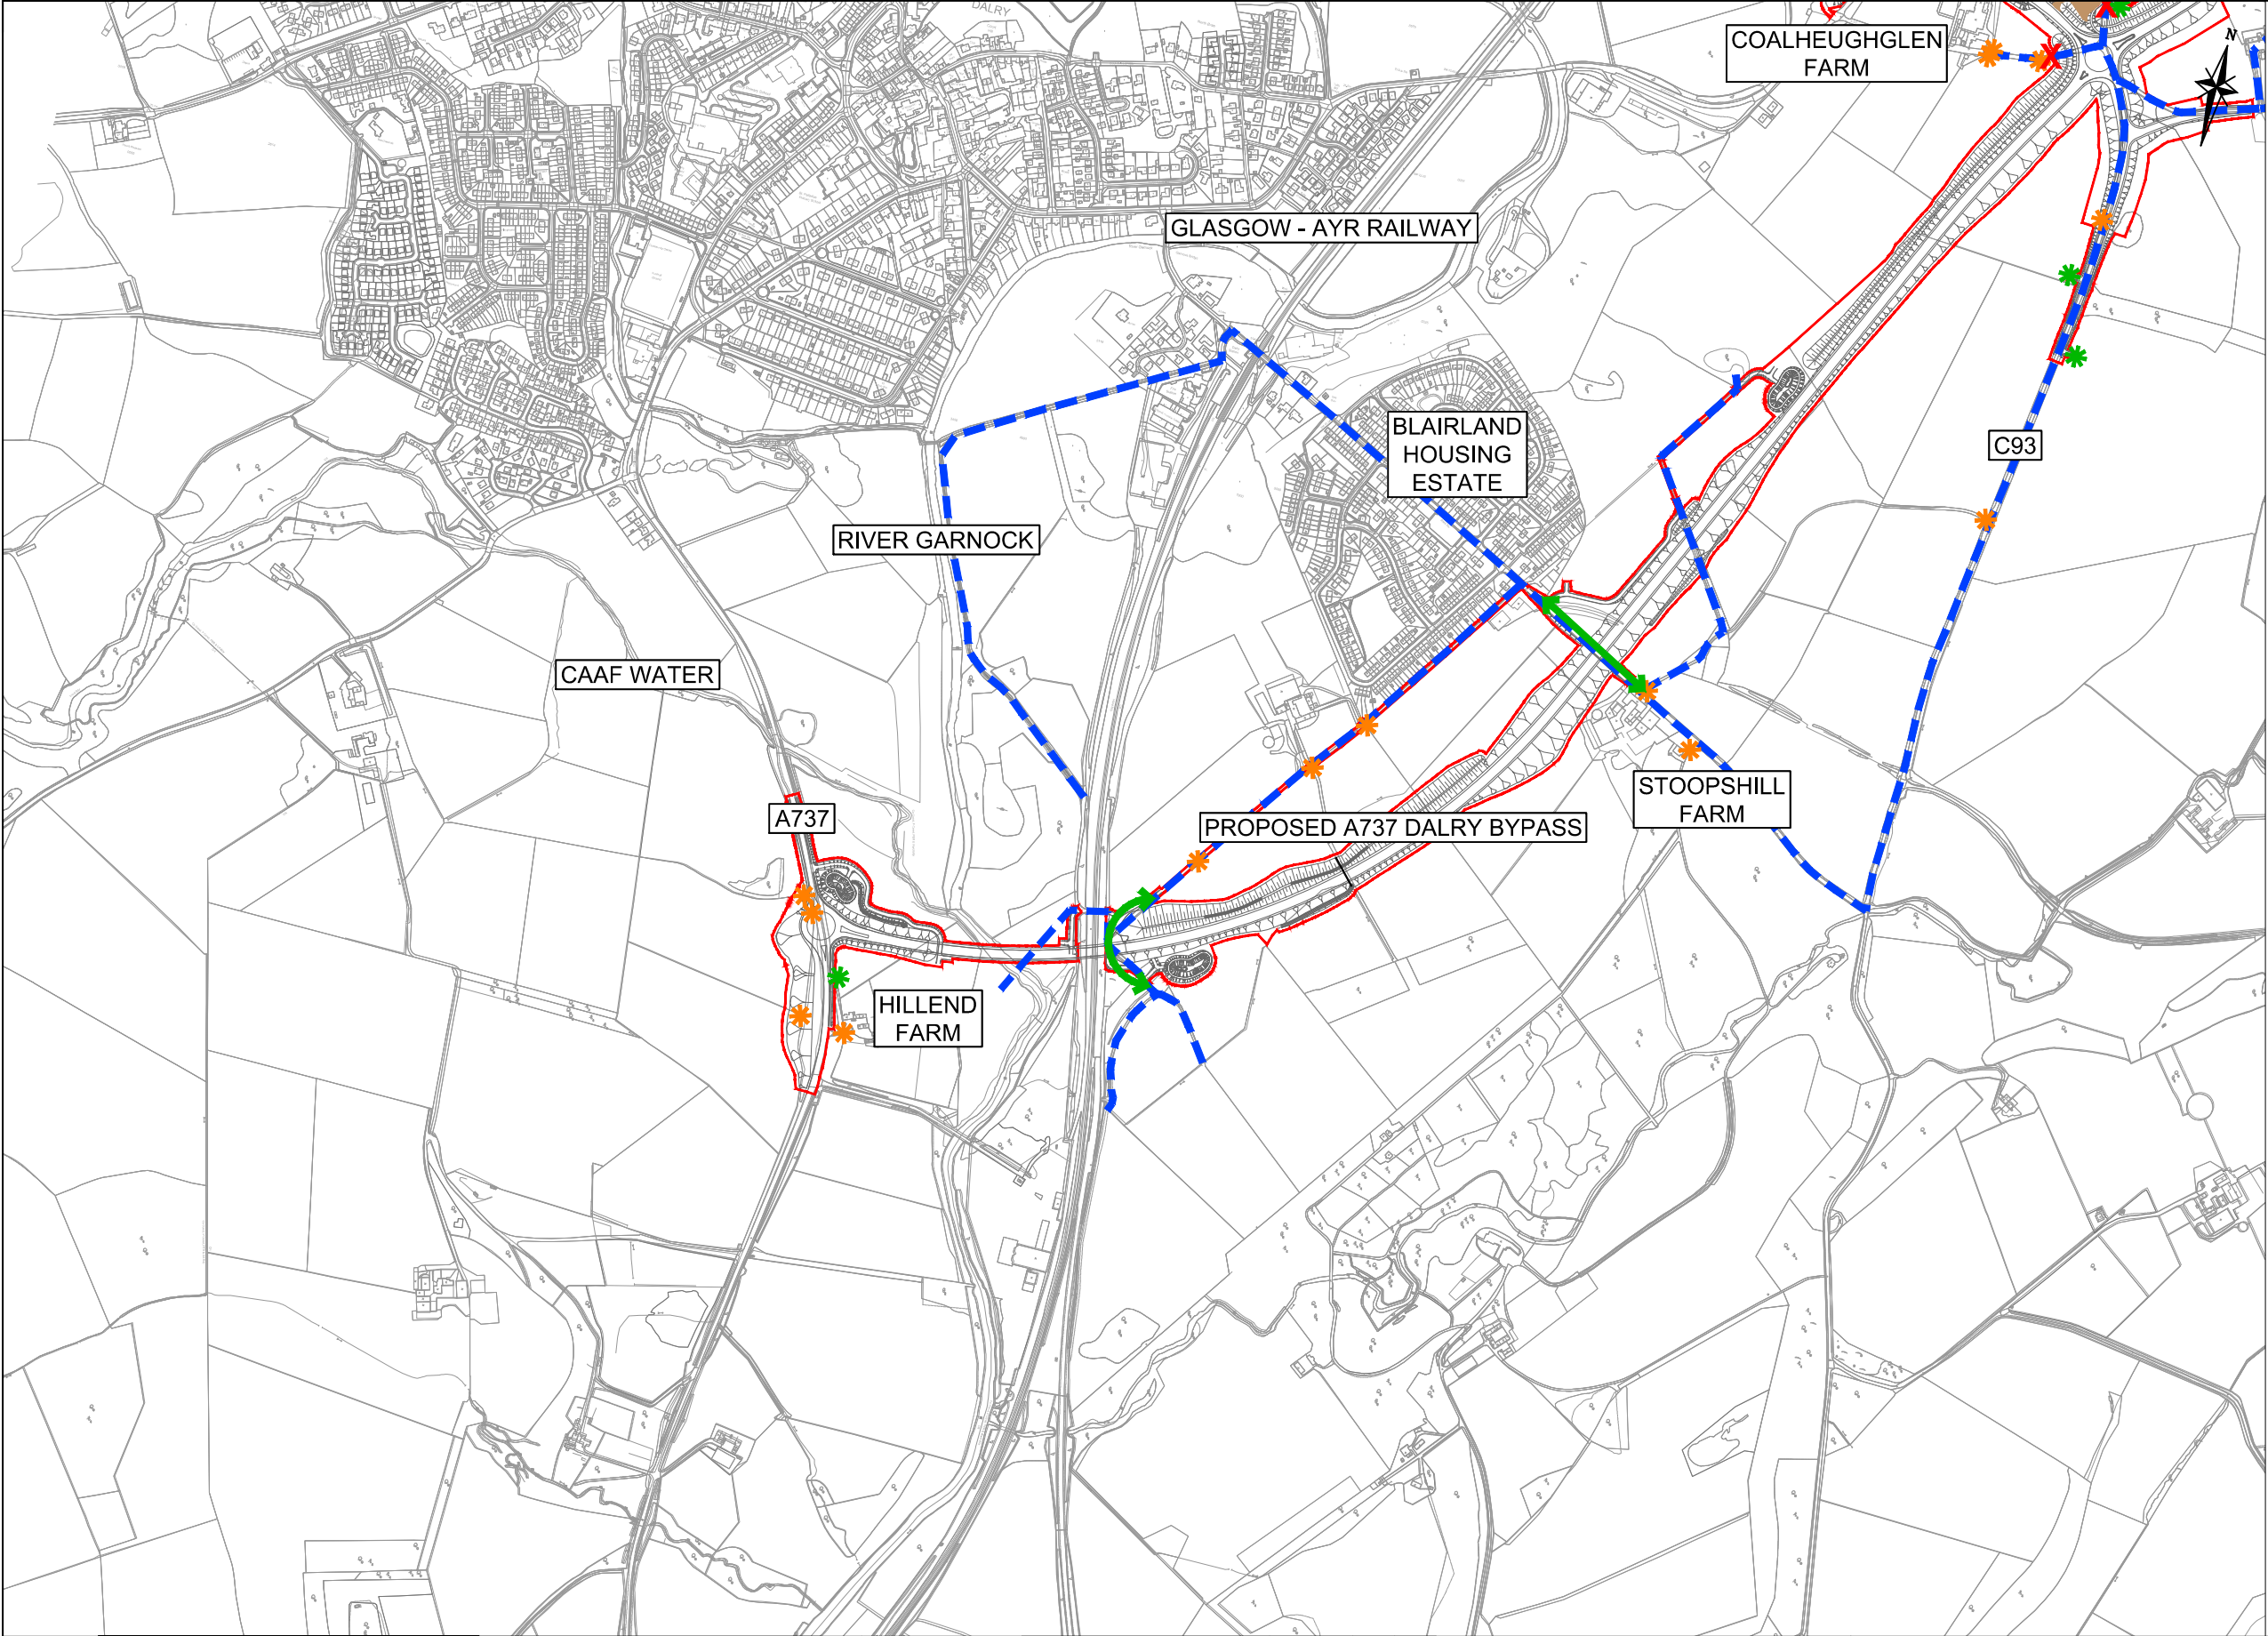 DALRY
COALHEUGHGLEN
FARM
N
GLASGOW - AYR RAILWAY
BLAIRLAND
HOUSING
ESTATE
C93
RIVER GARNOCK
CAAF WATER
STOOPSHILL
FARM
A737
PROPOSED A737 DALRY BYPASS
HILLEND
FARM